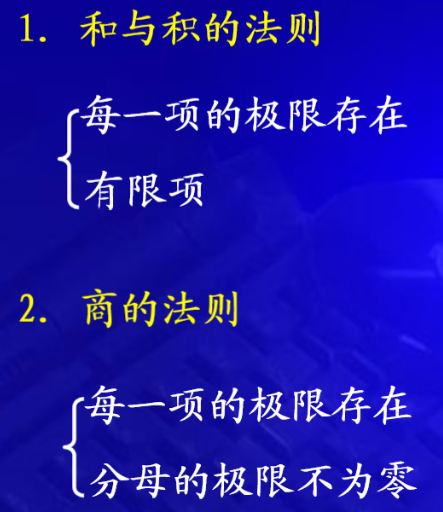 1. 和与积的法则
每一项的极限存在
有限项
2. 商的法则
每一项的极限存在
分母的极限不为零